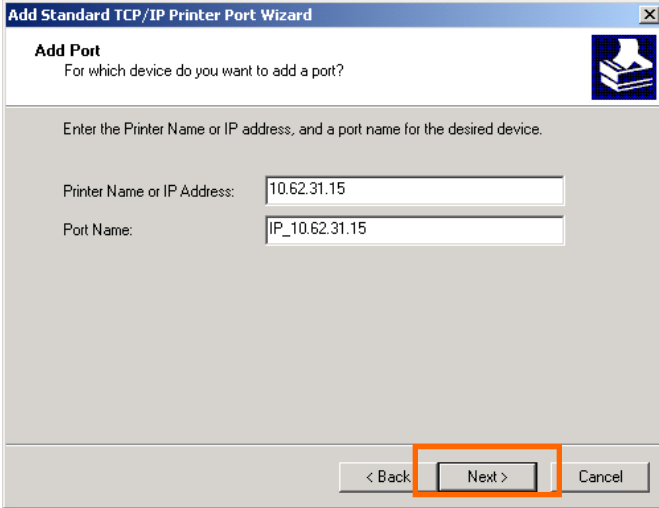 Add Standard TCP/IP Printer Port Wizard
Add Port
For which device do you want to add a port?
Enter the Printer Name or IP address, and a port name for the desired device.
Printer Name or IP Address: 10.62.31.15
Port Name: IP_10.62.31.15
< Back Next > Cancel